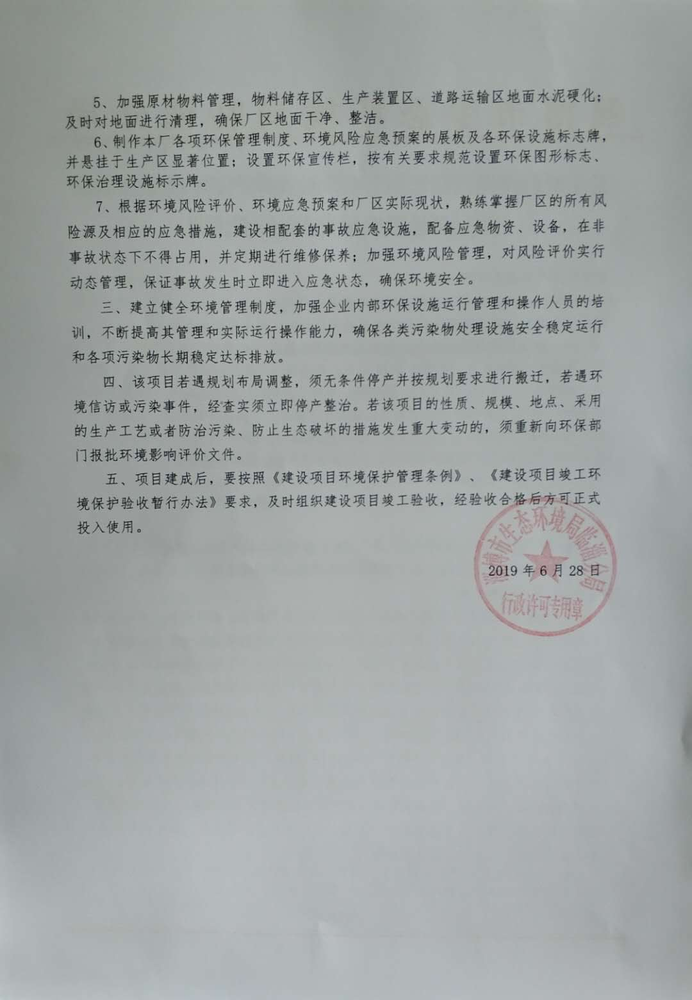 5、加强原材物料管理，物料储存区、生产装置区、道路运输区地面水泥硬化；
及时对地面进行清理，确保厂区地面干净、整洁。
6、制作本厂各项环保管理制度、环境风险应急预案的展板及各环保设施标志牌，
并悬挂于生产区显著位置；设置环保宣传栏，按有关要求规范设置环保图形标志、
环保治理设施标示牌。
7、根据环境风险评价、环境应急预案和厂区实际现状，熟练掌握厂区的所有风
险源及相应的应急措施，建设相配套的事故应急设施，配备应急物资、设备，在非
事故状态下不得占用，并定期进行维修保养；加强环境风险管理，对风险评价实行
动态管理，保证事故发生时立即进入应急状态，确保环境安全。
三、建立健全环境管理制度，加强企业内部环保设施运行管理和操作人员的培
训，不断提高其管理和实际运行操作能力，确保各类污染物处理设施安全稳定运行
和各项污染物长期稳定达标排放。
四、该项目若遇规划布局调整，须无条件停产并按规划要求进行搬迁，若遇环
境信访或污染事件，经查实须立即停产整治。若该项目的性质、规模、地点、采用
的生产工艺或者防治污染、防止生态破坏的措施发生重大变动的，须重新向环保部
门报批环境影响评价文件。
五、项目建成后，要按照《建设项目环境保护管理条例》、《建设项目竣工环
境保护验收暂行办法》要求，及时组织建设项目竣工验收，经验收合格后方可正式
投入使用。
淄博市生态环境局临淄分局
2019年6月28日
行政许可专用章